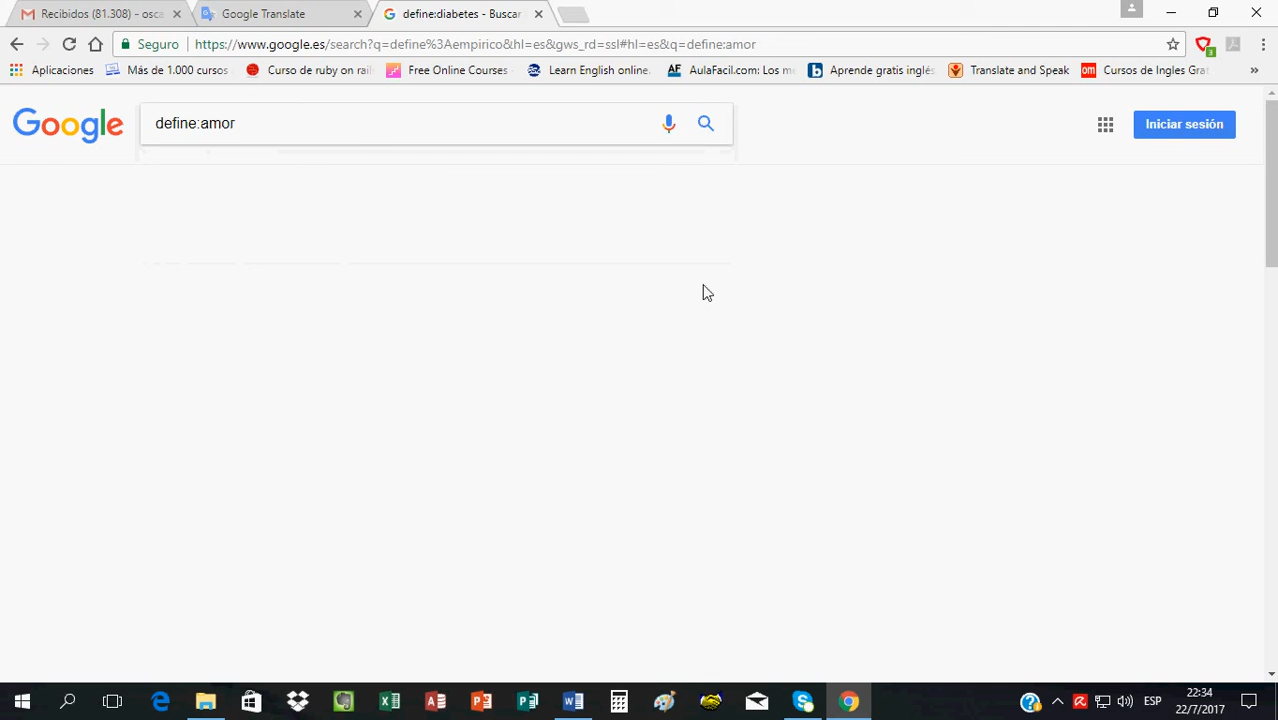 Recibidos (81.308) – osca
Google Translate
define:diabetes - Buscar
Seguro
https://www.google.es/search?q=define%3Aempirico&hl=es&gws_rd=ssl#hl=es&q=define:amor
3
Aplicaciones
Más de 1.000 cursos
Curso de ruby on rail
Free Online Courses
Learn English online,
AulaFacil.com: Los m
Aprende gratis inglés
Translate and Speak
Cursos de Ingles Grat
»
Google
define:amor
Iniciar sesión
ESP
22:34
22/7/2017